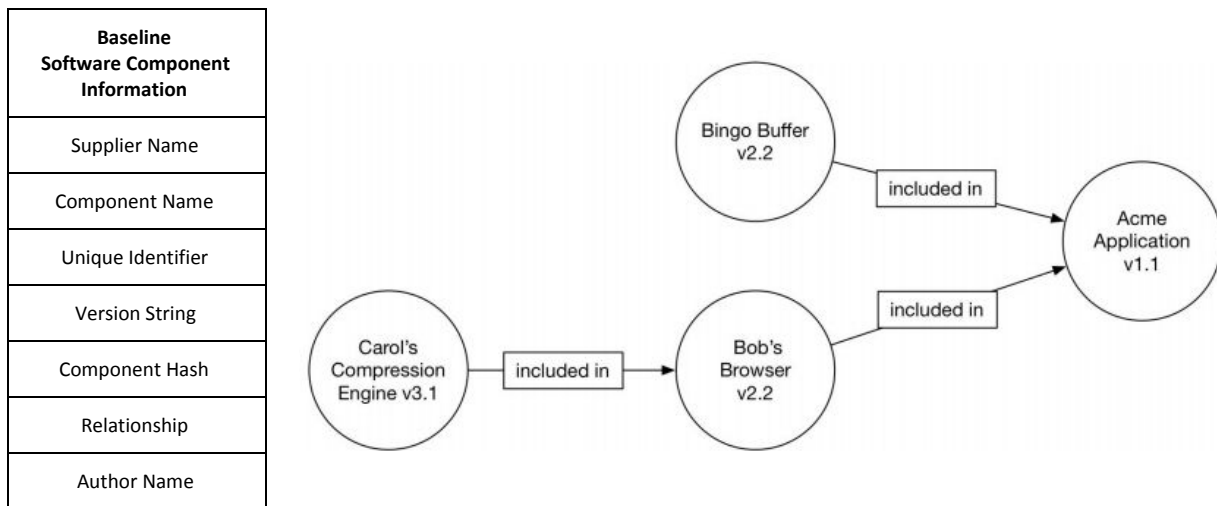 Baseline
Software Component
Information
Supplier Name
Component Name
Unique Identifier
Version String
Component Hash
Relationship
Author Name
Bingo Buffer
v2.2
included in
Acme
Application
v1.1
included in
Carol’s
Compression
Engine v3.1
included in
Bob’s
Browser
v2.2